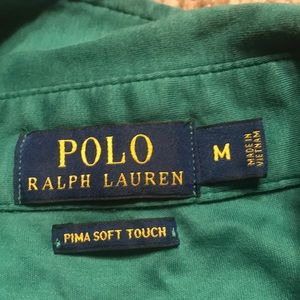 POLO
RALPH LAUREN
M
MADE IN
VIETNAM
PIMA SOFT TOUCH